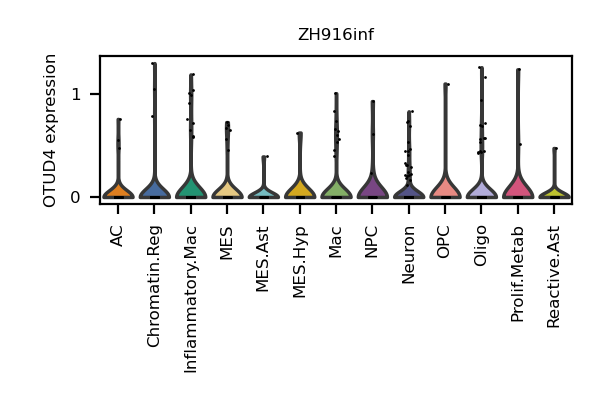 ZH916inf
OTUD4 expression
1
0
AC
Chromatin.Reg
Inflammatory.Mac
MES
MES.Ast
MES.Hyp
Mac
NPC
Neuron
OPC
Oligo
Prolif.Metab
Reactive.Ast